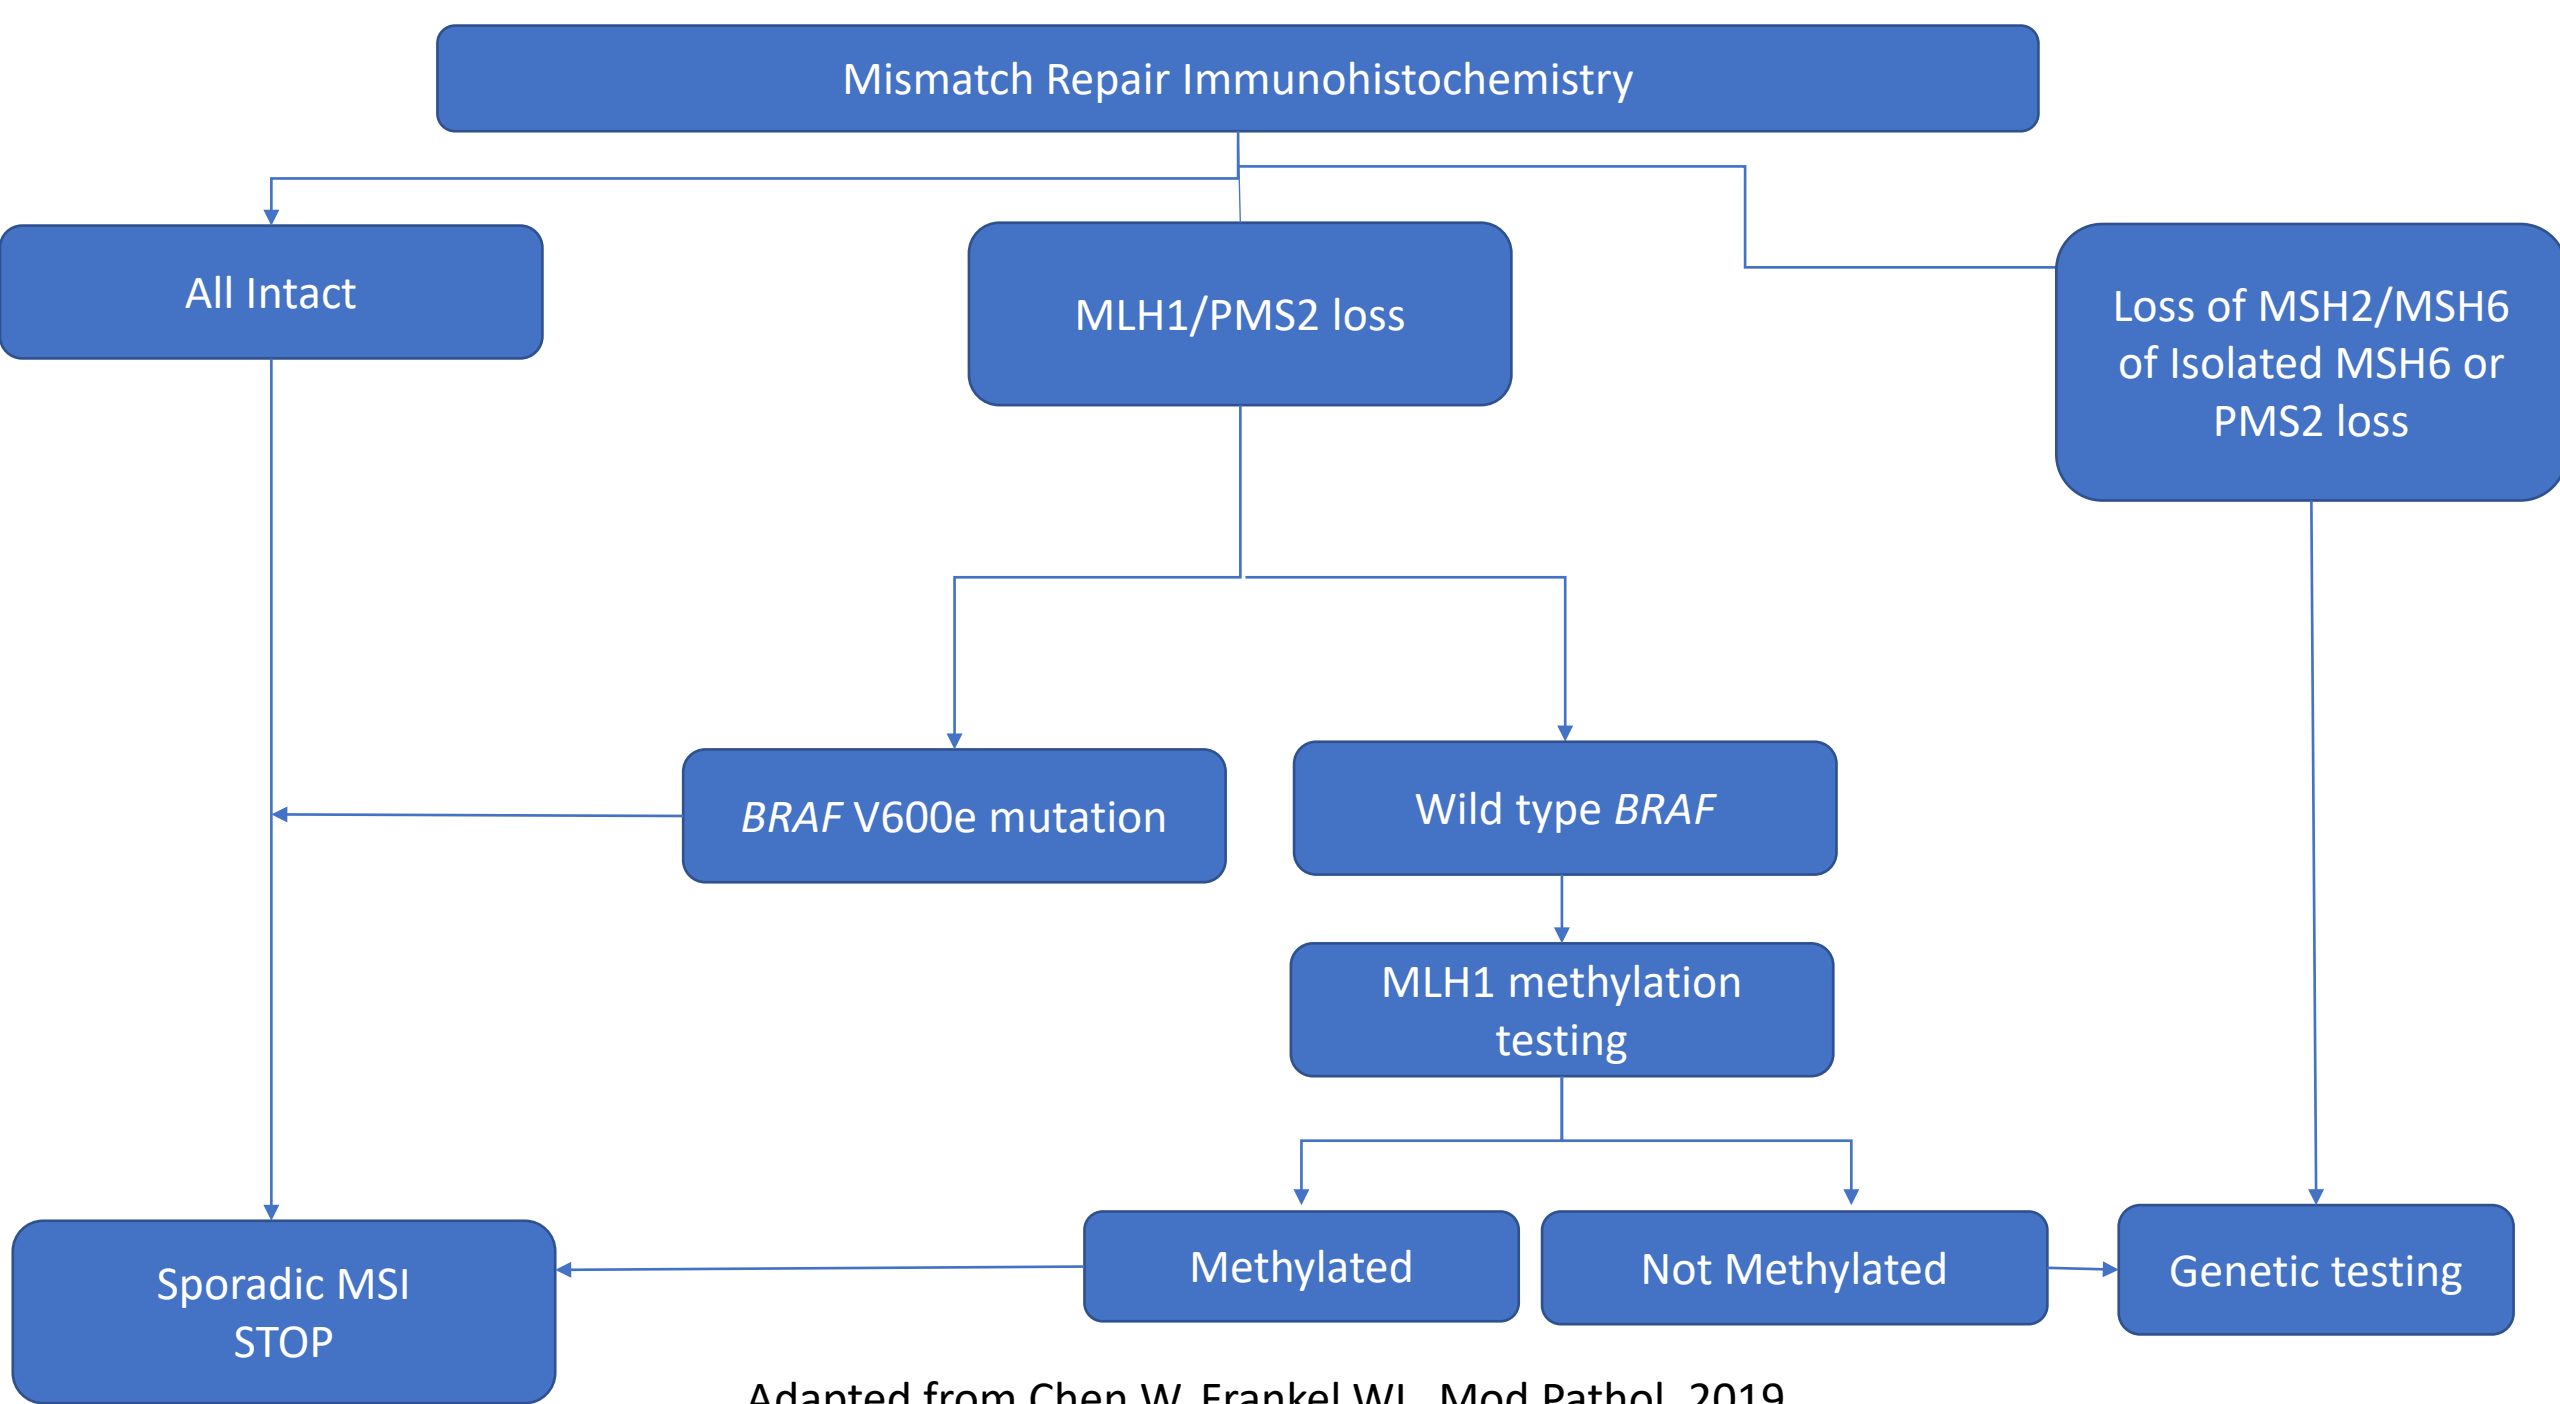 Mismatch Repair Immunohistochemistry
All Intact
MLH1/PMS2 loss
Loss of MSH2/MSH6
of Isolated MSH6 or
PMS2 loss
BRAF V600e mutation
Wild type BRAF
MLH1 methylation
testing
Methylated
Not Methylated
Genetic testing
Sporadic MSI
STOP
Adapted from Chen W, Frankel WL. Mod Pathol. 2019